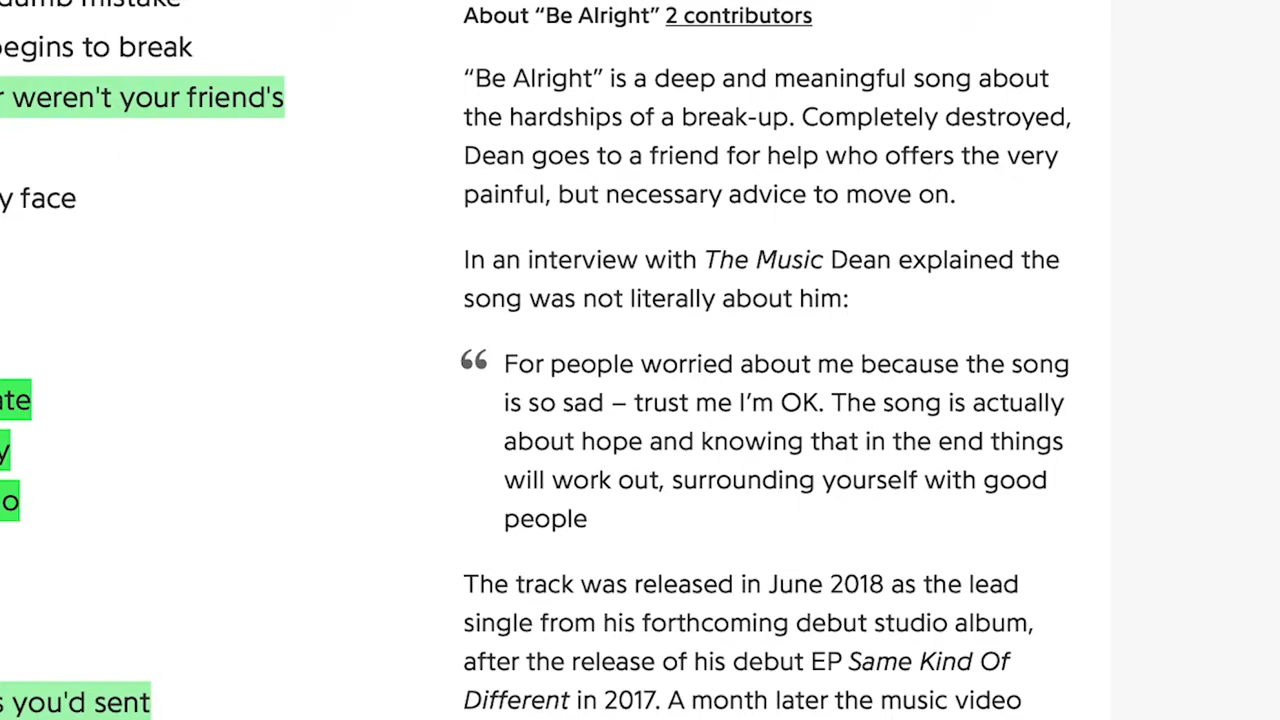 dumb mistake
begins to break
r weren't your friend's
y face
ate
y
o
s you'd sent
About “Be Alright” 2 contributors
“Be Alright” is a deep and meaningful song about
the hardships of a break-up. Completely destroyed,
Dean goes to a friend for help who offers the very
painful, but necessary advice to move on.
In an interview with The Music Dean explained the
song was not literally about him:
“ For people worried about me because the song
is so sad – trust me I’m OK. The song is actually
about hope and knowing that in the end things
will work out, surrounding yourself with good
people
The track was released in June 2018 as the lead
single from his forthcoming debut studio album,
after the release of his debut EP Same Kind Of
Different in 2017. A month later the music video